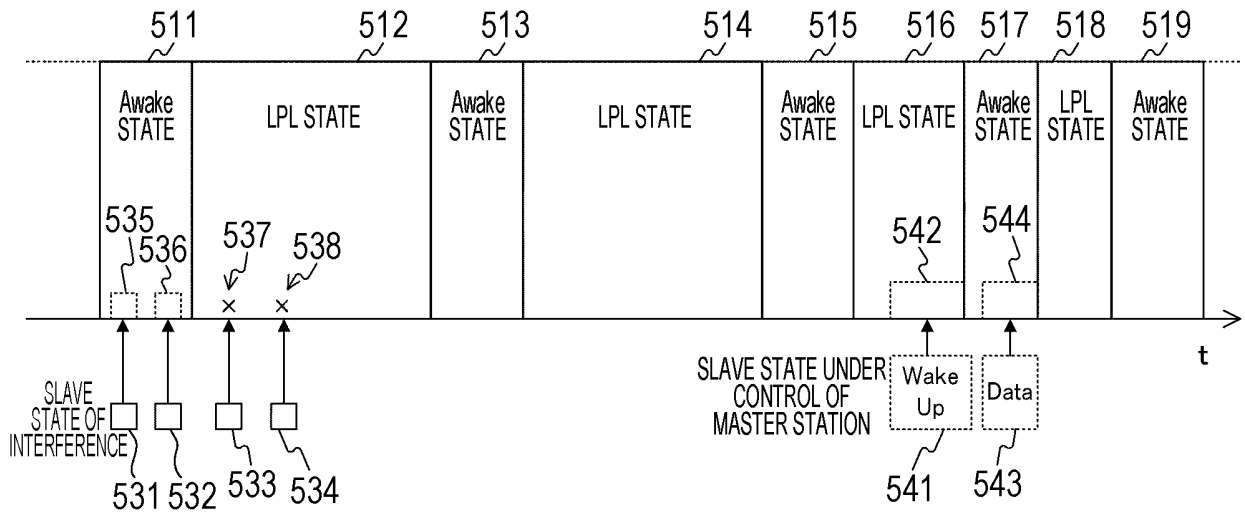 511
512
513
514
515
516
517
518
519
Awake
STATE
LPL STATE
Awake
STATE
LPL STATE
Awake
STATE
LPL STATE
Awake
STATE
LPL
STATE
Awake
STATE
535
536
537
538
542
544
t
SLAVE
STATE OF
INTERFERENCE
SLAVE STATE UNDER
CONTROL OF
MASTER STATION
Wake
Up
Data
531
532
533
534
541
543